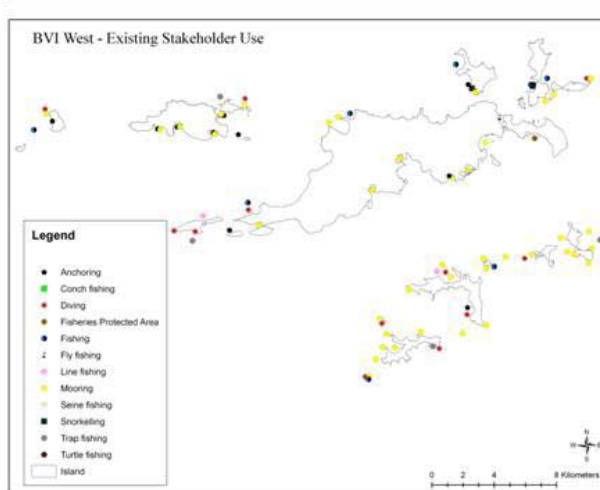 BVI West - Existing Stakeholder Use
Legend
Anchoring
Conch fishing
Diving
Fisheries Protected Area
Fishing
Fly fishing
Line fishing
Mooring
Seine fishing
Snorkelling
Trap fishing
Turtle fishing
Island
N
W E
S
0 2 4 8 Kilometers